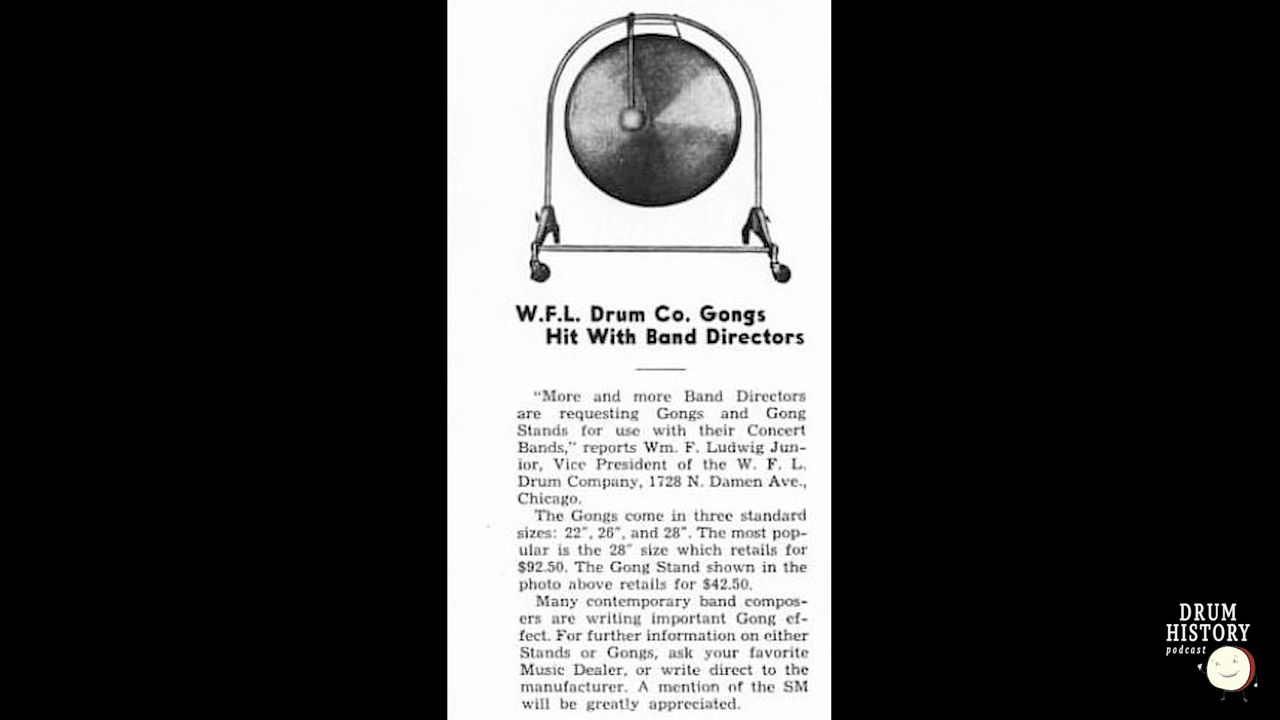 W.F.L. Drum Co. Gongs
Hit With Band Directors
"More and more Band Directors
are requesting Gongs and Gong
Stands for use with their Concert
Bands," reports Wm. F. Ludwig Jun-
ior, Vice President of the W. F. L.
Drum Company, 1728 N. Damen Ave.,
Chicago.
The Gongs come in three standard
sizes: 22", 26", and 28". The most pop-
ular is the 28" size which retails for
$92.50. The Gong Stand shown in the
photo above retails for $42.50.
Many contemporary band compos-
ers are writing important Gong ef-
fect. For further information on either
Stands or Gongs, ask your favorite
Music Dealer, or write direct to the
manufacturer. A mention of the SM
will be greatly appreciated.
DRUM
HISTORY
podcast